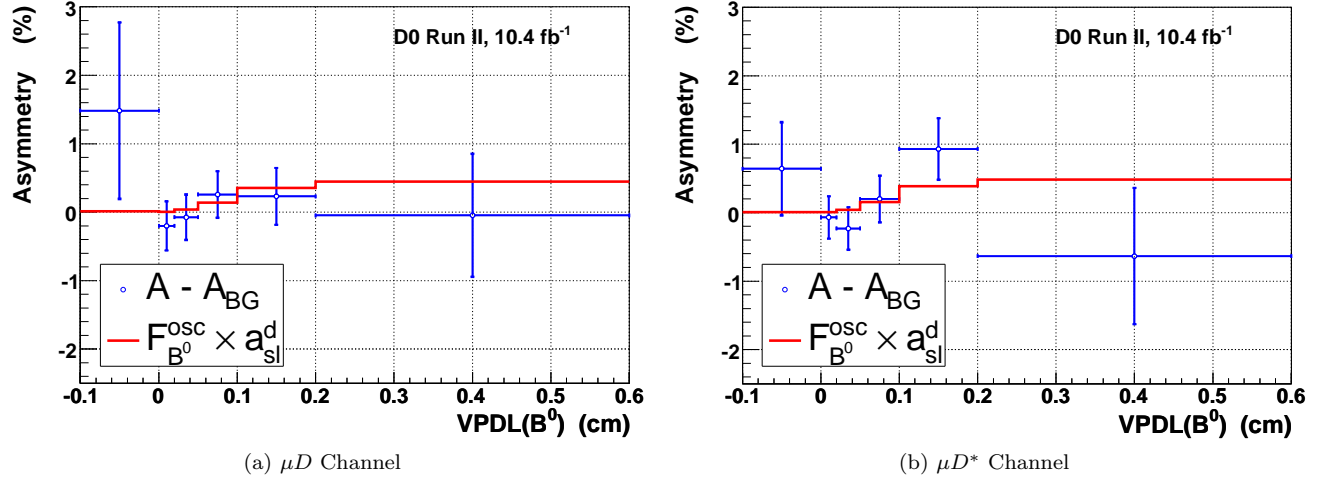 Asymmetry (%)
3
2
1
0
-1
-2
D0 Run II, 10.4 fb⁻¹
A - A_BG
F^osc_B⁰ × a^d_sl
-0.1 0 0.1 0.2 0.3 0.4 0.5 0.6
VPDL(B⁰) (cm)
(a) μD Channel
Asymmetry (%)
3
2
1
0
-1
-2
D0 Run II, 10.4 fb⁻¹
A - A_BG
F^osc_B⁰ × a^d_sl
-0.1 0 0.1 0.2 0.3 0.4 0.5 0.6
VPDL(B⁰) (cm)
(b) μD* Channel